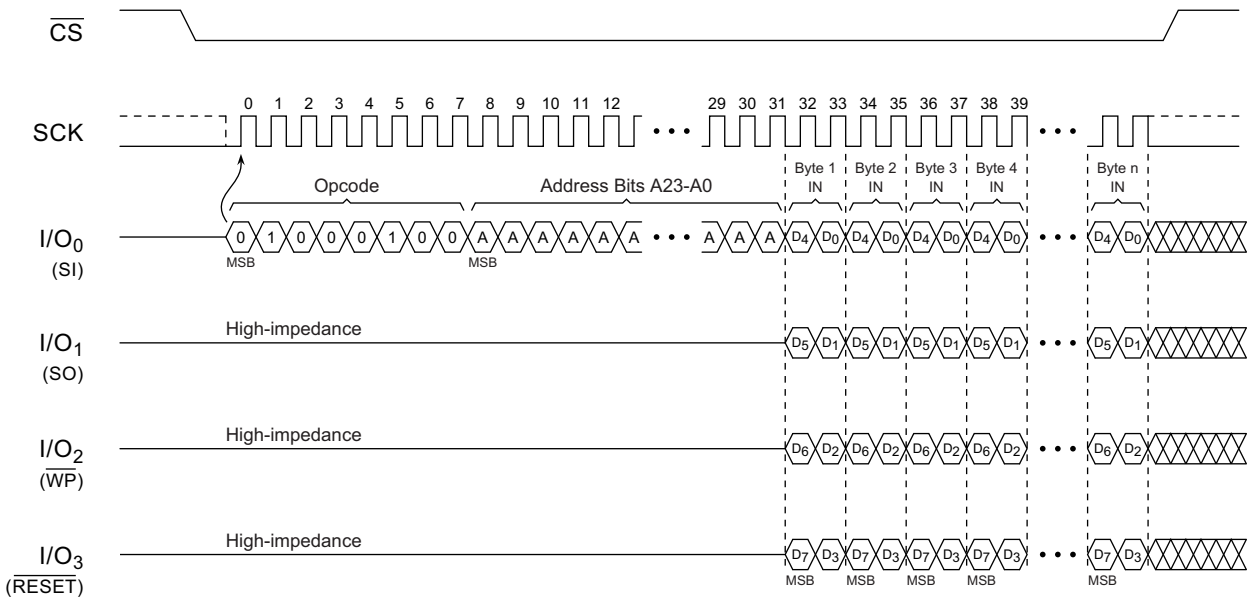 CS
0 1 2 3 4 5 6 7 8 9 10 11 12 29 30 31 32 33 34 35 36 37 38 39
SCK
Opcode Address Bits A23-A0 Byte 1 IN Byte 2 IN Byte 3 IN Byte 4 IN Byte n IN
I/O0 (SI) 0 1 0 0 0 1 0 0 A A A A A A A A A D4 D0 D4 D0 D4 D0 D4 D0 D4 D0
MSB MSB
High-impedance
I/O1 (SO) D5 D1 D5 D1 D5 D1 D5 D1 D5 D1
High-impedance
I/O2 (WP) D6 D2 D6 D2 D6 D2 D6 D2 D6 D2
High-impedance
I/O3 (RESET) D7 D3 D7 D3 D7 D3 D7 D3 D7 D3
MSB MSB MSB MSB MSB